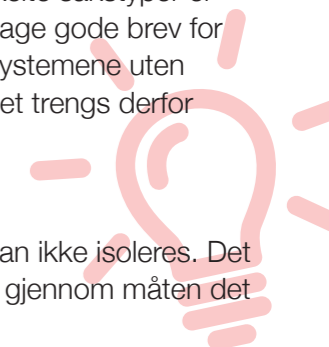 age gode brev for
ystemene uten
et trengs derfor
an ikke isoleres. Det
gjennom måten det